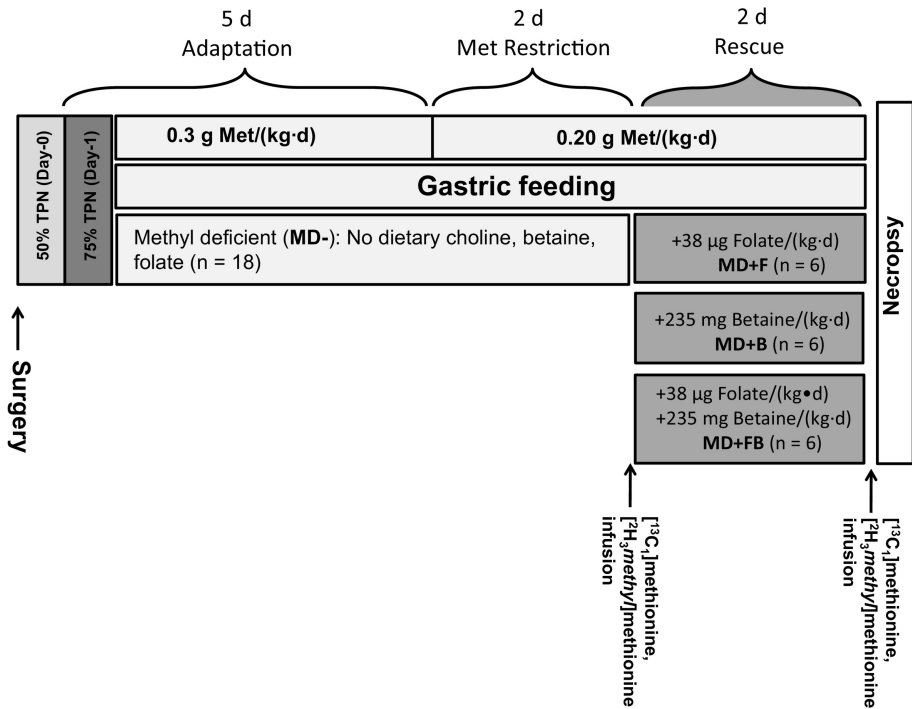 5 d
Adaptation
2 d
Met Restriction
2 d
Rescue
50% TPN (Day-0)
75% TPN (Day-1)
0.3 g Met/(kg·d)
0.20 g Met/(kg·d)
Gastric feeding
Methyl deficient (MD-): No dietary choline, betaine,
folate (n = 18)
+38 µg Folate/(kg·d)
MD+F (n = 6)
+235 mg Betaine/(kg·d)
MD+B (n = 6)
+38 µg Folate/(kg•d)
+235 mg Betaine/(kg·d)
MD+FB (n = 6)
Necropsy
Surgery
[¹³C₁]methionine,
[²H₃methyl]methionine
infusion
[¹³C₁]methionine,
[²H₃methyl]methionine
infusion